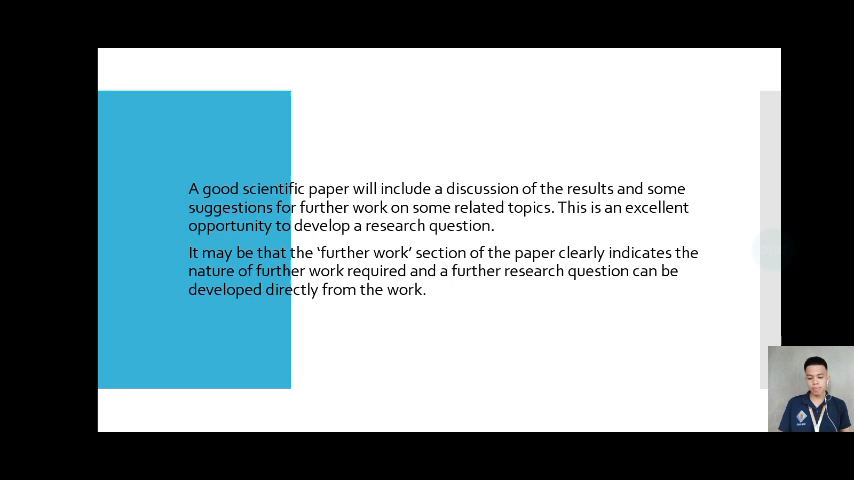 A good scientific paper will include a discussion of the results and some
suggestions for further work on some related topics. This is an excellent
opportunity to develop a research question.
It may be that the ‘further work’ section of the paper clearly indicates the
nature of further work required and a further research question can be
developed directly from the work.